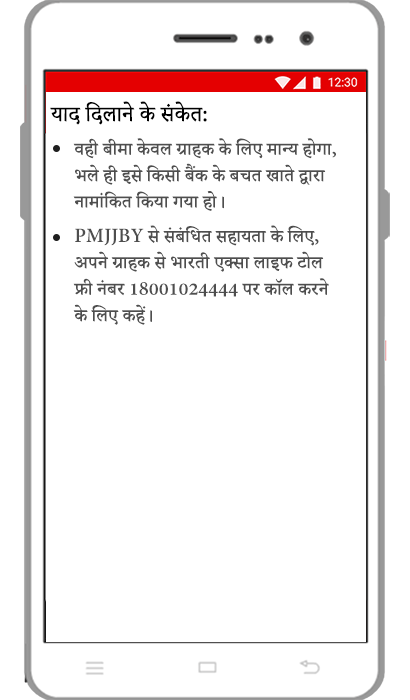 12:30
याद दिलाने के संकेत:
• वही बीमा केवल ग्राहक के लिए मान्य होगा,
भले ही इसे किसी बैंक के बचत खाते द्वारा
नामांकित किया गया हो।
• PMJJBY से संबंधित सहायता के लिए,
अपने ग्राहक से भारती एक्सा लाइफ टोल
फ्री नंबर 18001024444 पर कॉल करने
के लिए कहें।